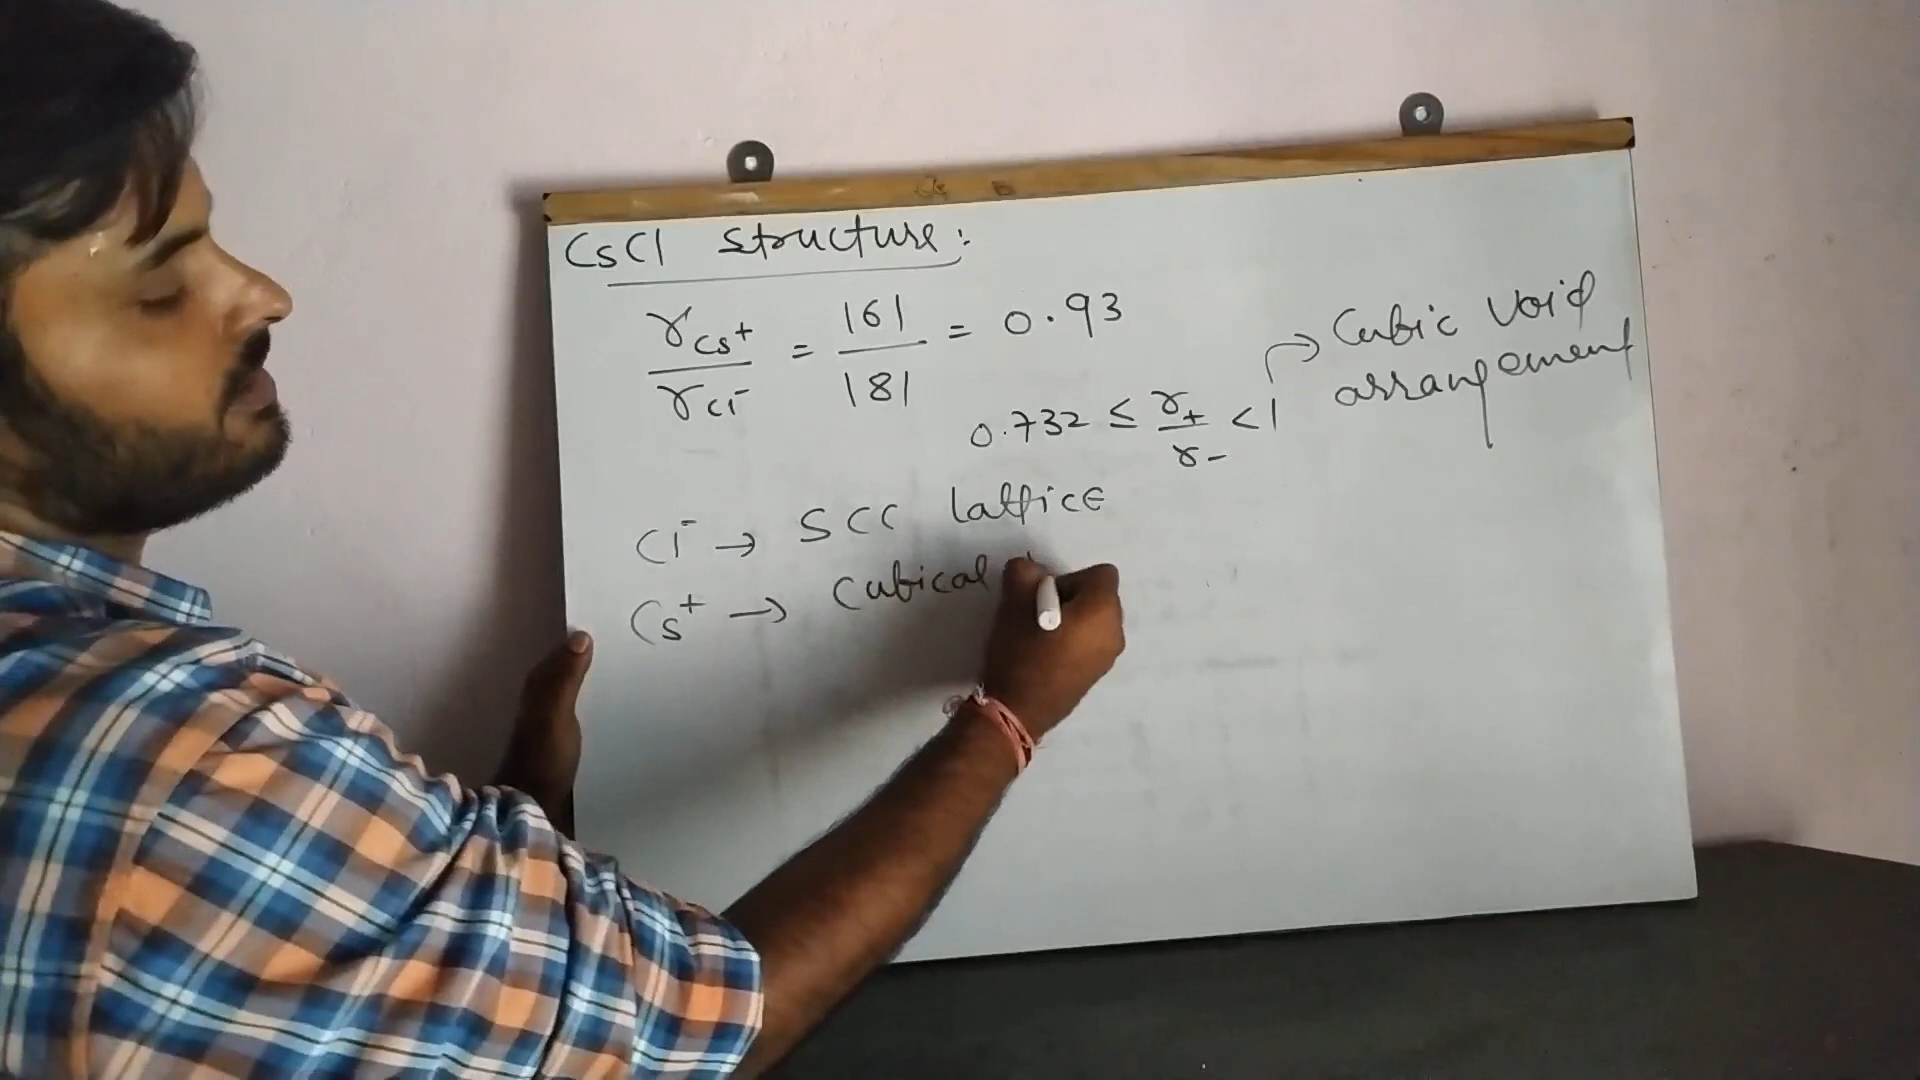 CsCl structure:
r Cs+ / r Cl- = 161 / 181 = 0.93
0.732 ≤ r+ / r- < 1 → Cubic Void arrangement
Cl- → SCC lattice
Cs+ → Cubical